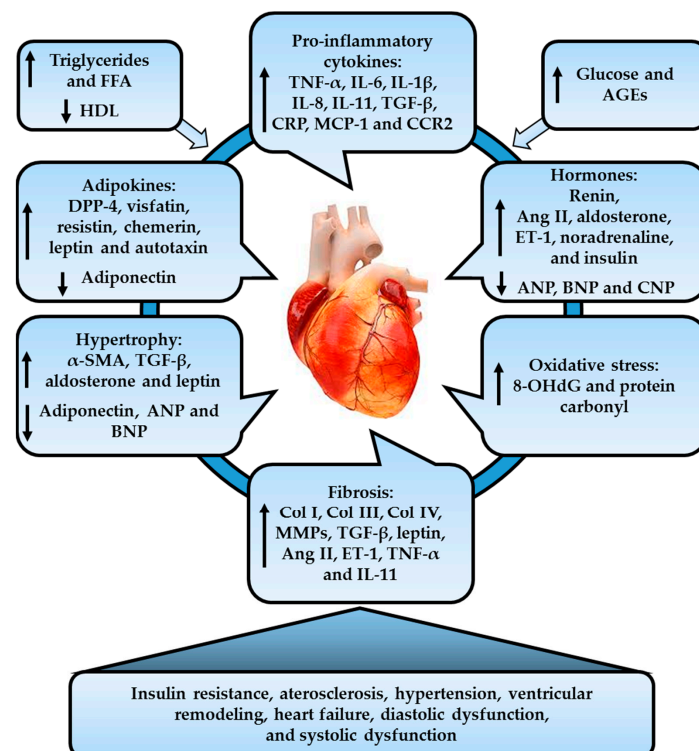 Triglycerides
and FFA
HDL
Pro-inflammatory
cytokines:
TNF-α, IL-6, IL-1β,
IL-8, IL-11, TGF-β,
CRP, MCP-1 and CCR2
Glucose and
AGEs
Adipokines:
DPP-4, visfatin,
resistin, chemerin,
leptin and autotaxin
Adiponectin
Hormones:
Renin,
Ang II, aldosterone,
ET-1, noradrenaline,
and insulin
ANP, BNP and CNP
Hypertrophy:
α-SMA, TGF-β,
aldosterone and leptin
Adiponectin, ANP and
BNP
Oxidative stress:
8-OHdG and protein
carbonyl
Fibrosis:
Col I, Col III, Col IV,
MMPs, TGF-β, leptin,
Ang II, ET-1, TNF-α
and IL-11
Insulin resistance, aterosclerosis, hypertension, ventricular
remodeling, heart failure, diastolic dysfunction,
and systolic dysfunction